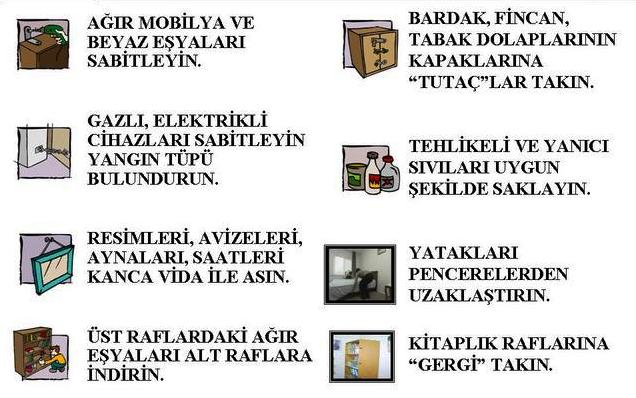 AĞIR MOBİLYA VE
BEYAZ EŞYALARI
SABİTLEYİN.
GAZLI, ELEKTRİKLİ
CİHAZLARI SABİTLEYİN
YANGIN TÜPÜ
BULUNDURUN.
RESİMLERİ, AVİZELERİ,
AYNALARI, SAATLERİ
KANCA VİDA İLE ASIN.
ÜST RAFLARDAKİ AĞIR
EŞYALARI ALT RAFLARA
İNDİRİN.
BARDAK, FİNCAN,
TABAK DOLAPLARININ
KAPAKLARINA
“TUTAÇ”LAR TAKIN.
TEHLİKELİ VE YANICI
SIVILARI UYGUN
ŞEKİLDE SAKLAYIN.
YATAKLARI
PENCERELERDEN
UZAKLAŞTIRIN.
KİTAPLIK RAFLARINA
“GERGİ” TAKIN.